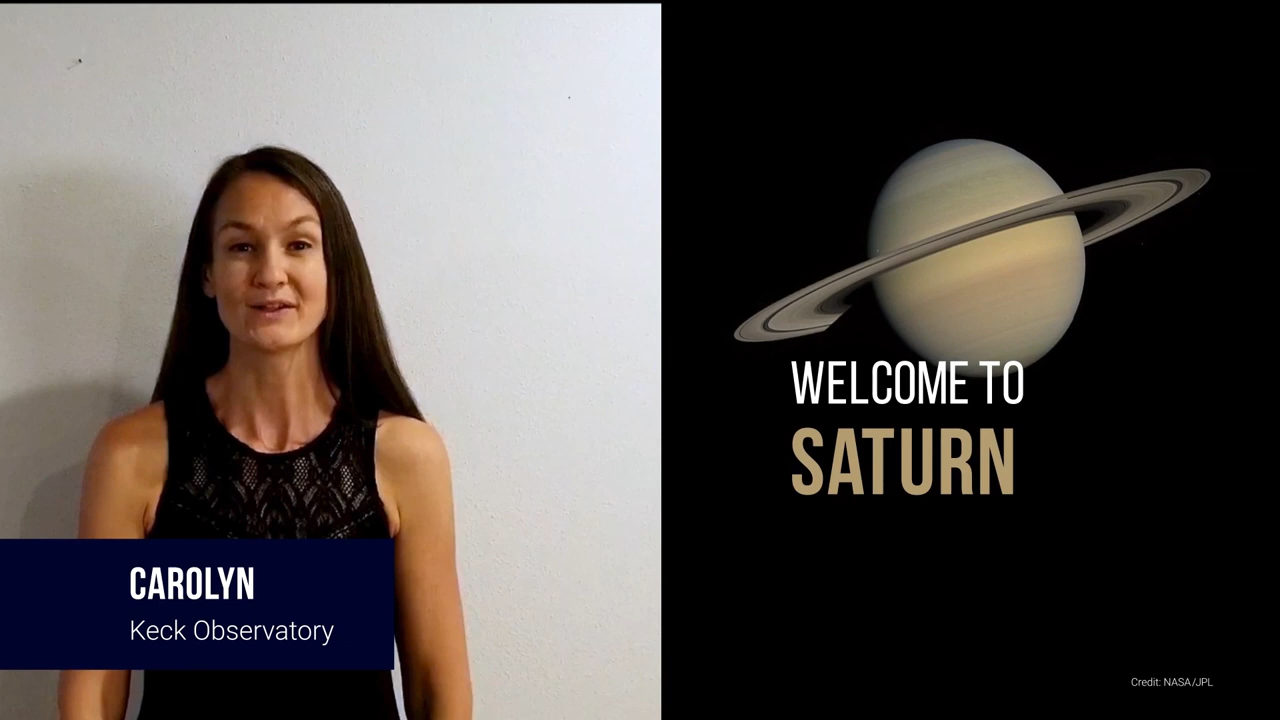 CAROLYN
Keck Observatory
WELCOME TO
SATURN
Credit: NASA/JPL